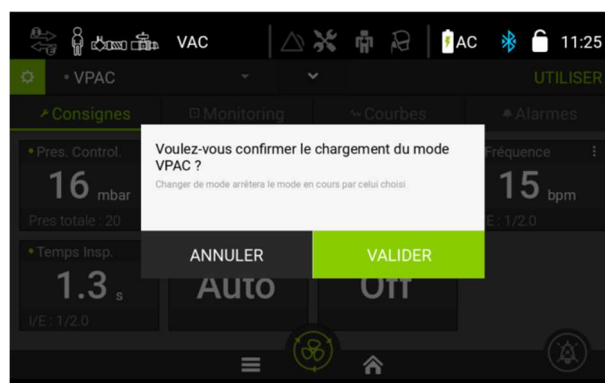 VAC
AC
11:25
VPAC
UTILISER
Consignes
Monitoring
Courbes
Alarmes
Pres. Control.
16 mbar
Pres totale : 20
Fréquence
15 bpm
E : 1/2.0
Voulez-vous confirmer le chargement du mode
VPAC ?
Changer de mode arrêtera le mode en cours par celui choisi
ANNULER
VALIDER
Temps Insp.
1.3 s
I/E : 1/2.0
Auto
Off